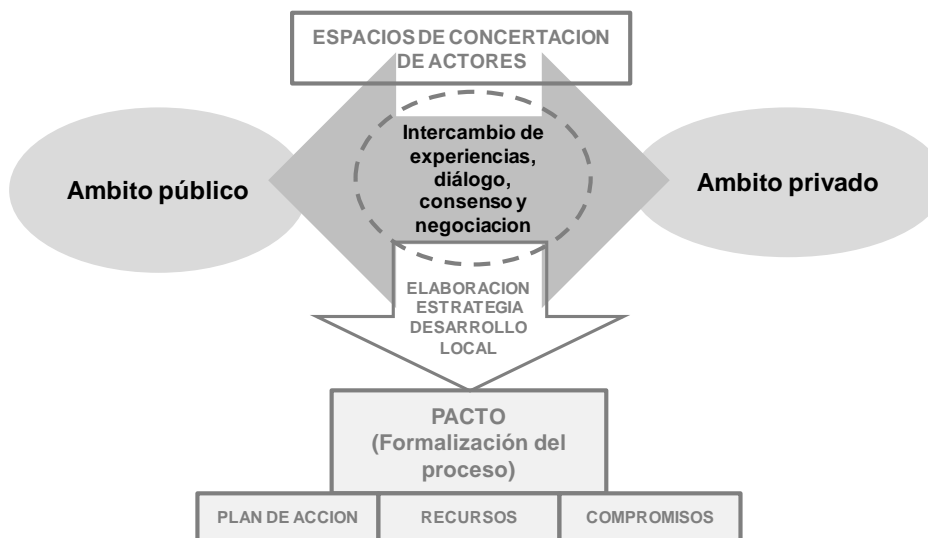 ESPACIOS DE CONCERTACION
DE ACTORES
Ambito público
Intercambio de
experiencias,
diálogo,
consenso y
negociacion
Ambito privado
ELABORACION
ESTRATEGIA
DESARROLLO
LOCAL
PACTO
(Formalización del
proceso)
PLAN DE ACCION
RECURSOS
COMPROMISOS